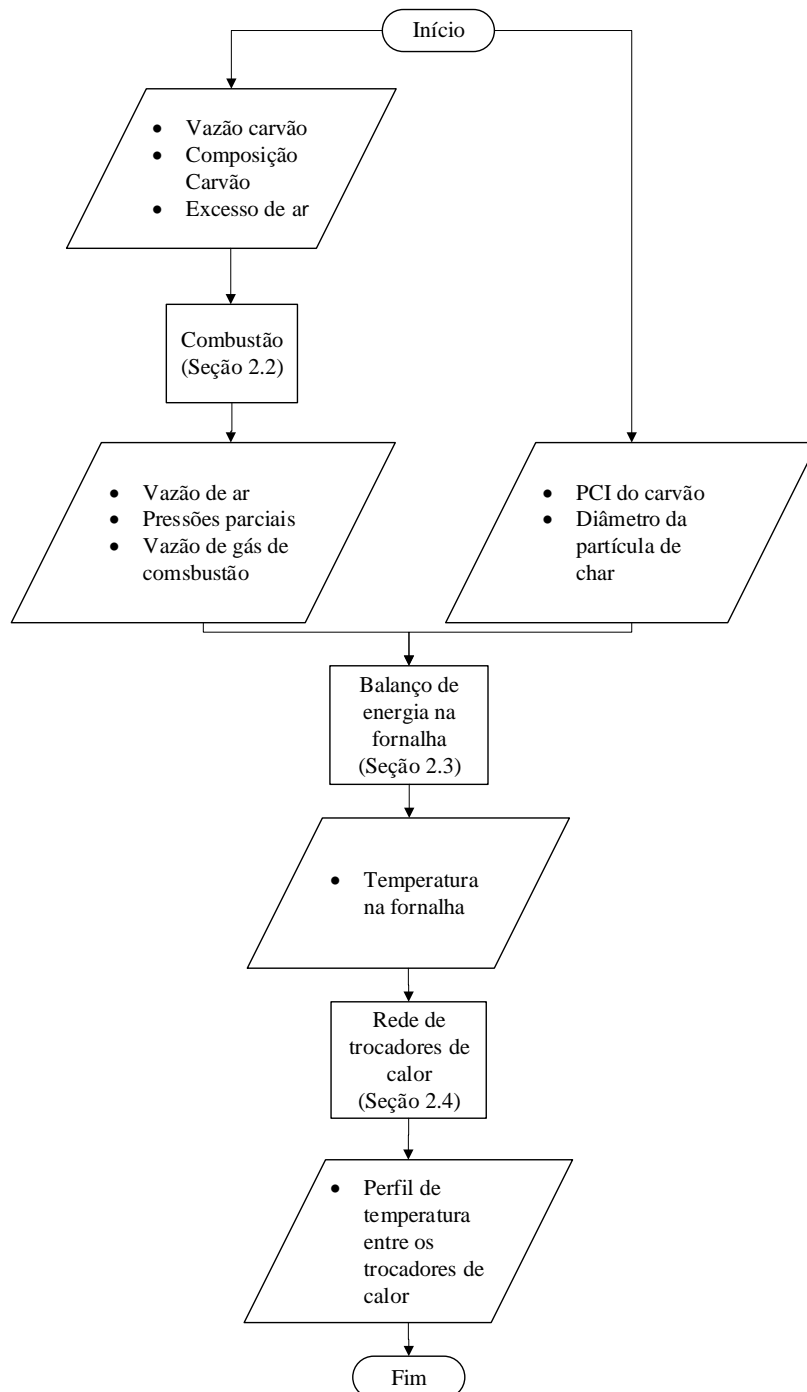 Início
• Vazão carvão
• Composição
Carvão
• Excesso de ar
Combustão
(Seção 2.2)
• Vazão de ar
• Pressões parciais
• Vazão de gás de
comsbustão
• PCI do carvão
• Diâmetro da
partícula de
char
Balanço de
energia na
fornalha
(Seção 2.3)
• Temperatura
na fornalha
Rede de
trocadores de
calor
(Seção 2.4)
• Perfil de
temperatura
entre os
trocadores de
calor
Fim